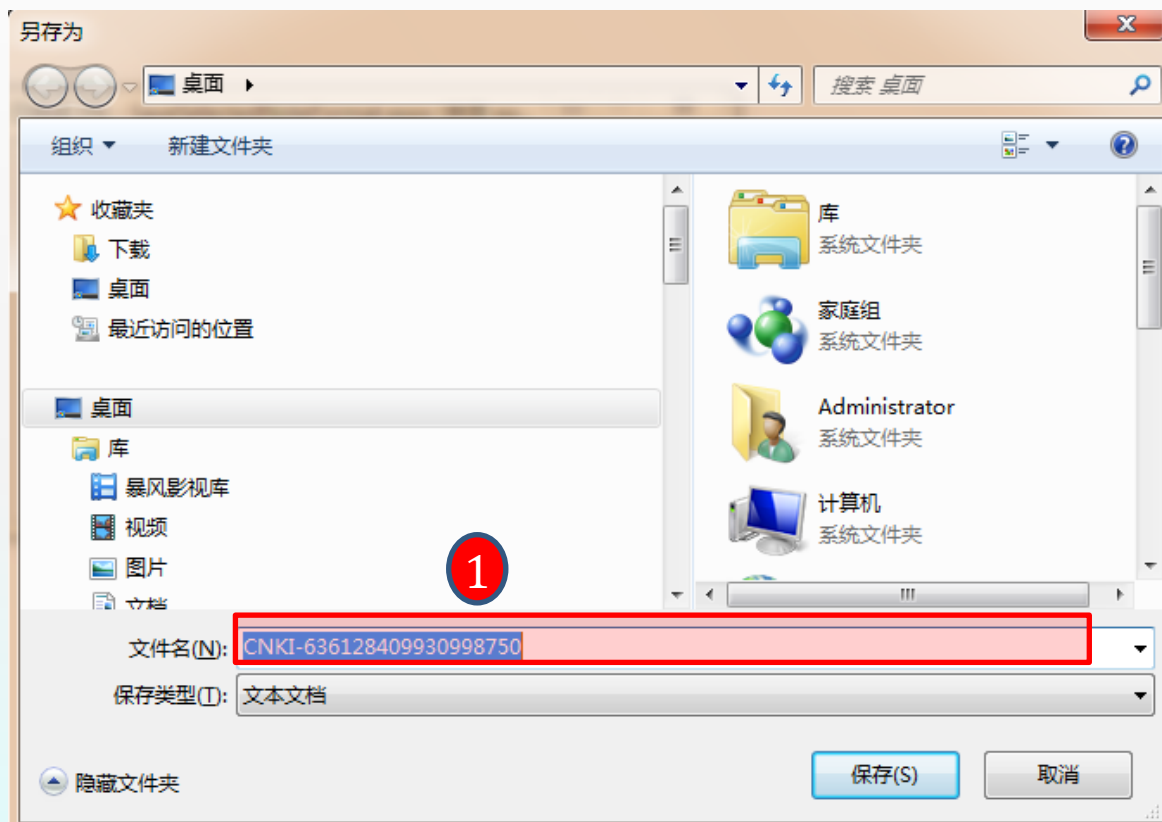 另存为
桌面
搜索 桌面
组织
新建文件夹
收藏夹
下载
桌面
最近访问的位置
桌面
库
暴风影视库
视频
图片
文档
库
系统文件夹
家庭组
系统文件夹
Administrator
系统文件夹
计算机
系统文件夹
1
文件名(N): CNKI-636128409930998750
保存类型(T): 文本文档
隐藏文件夹
保存(S)
取消